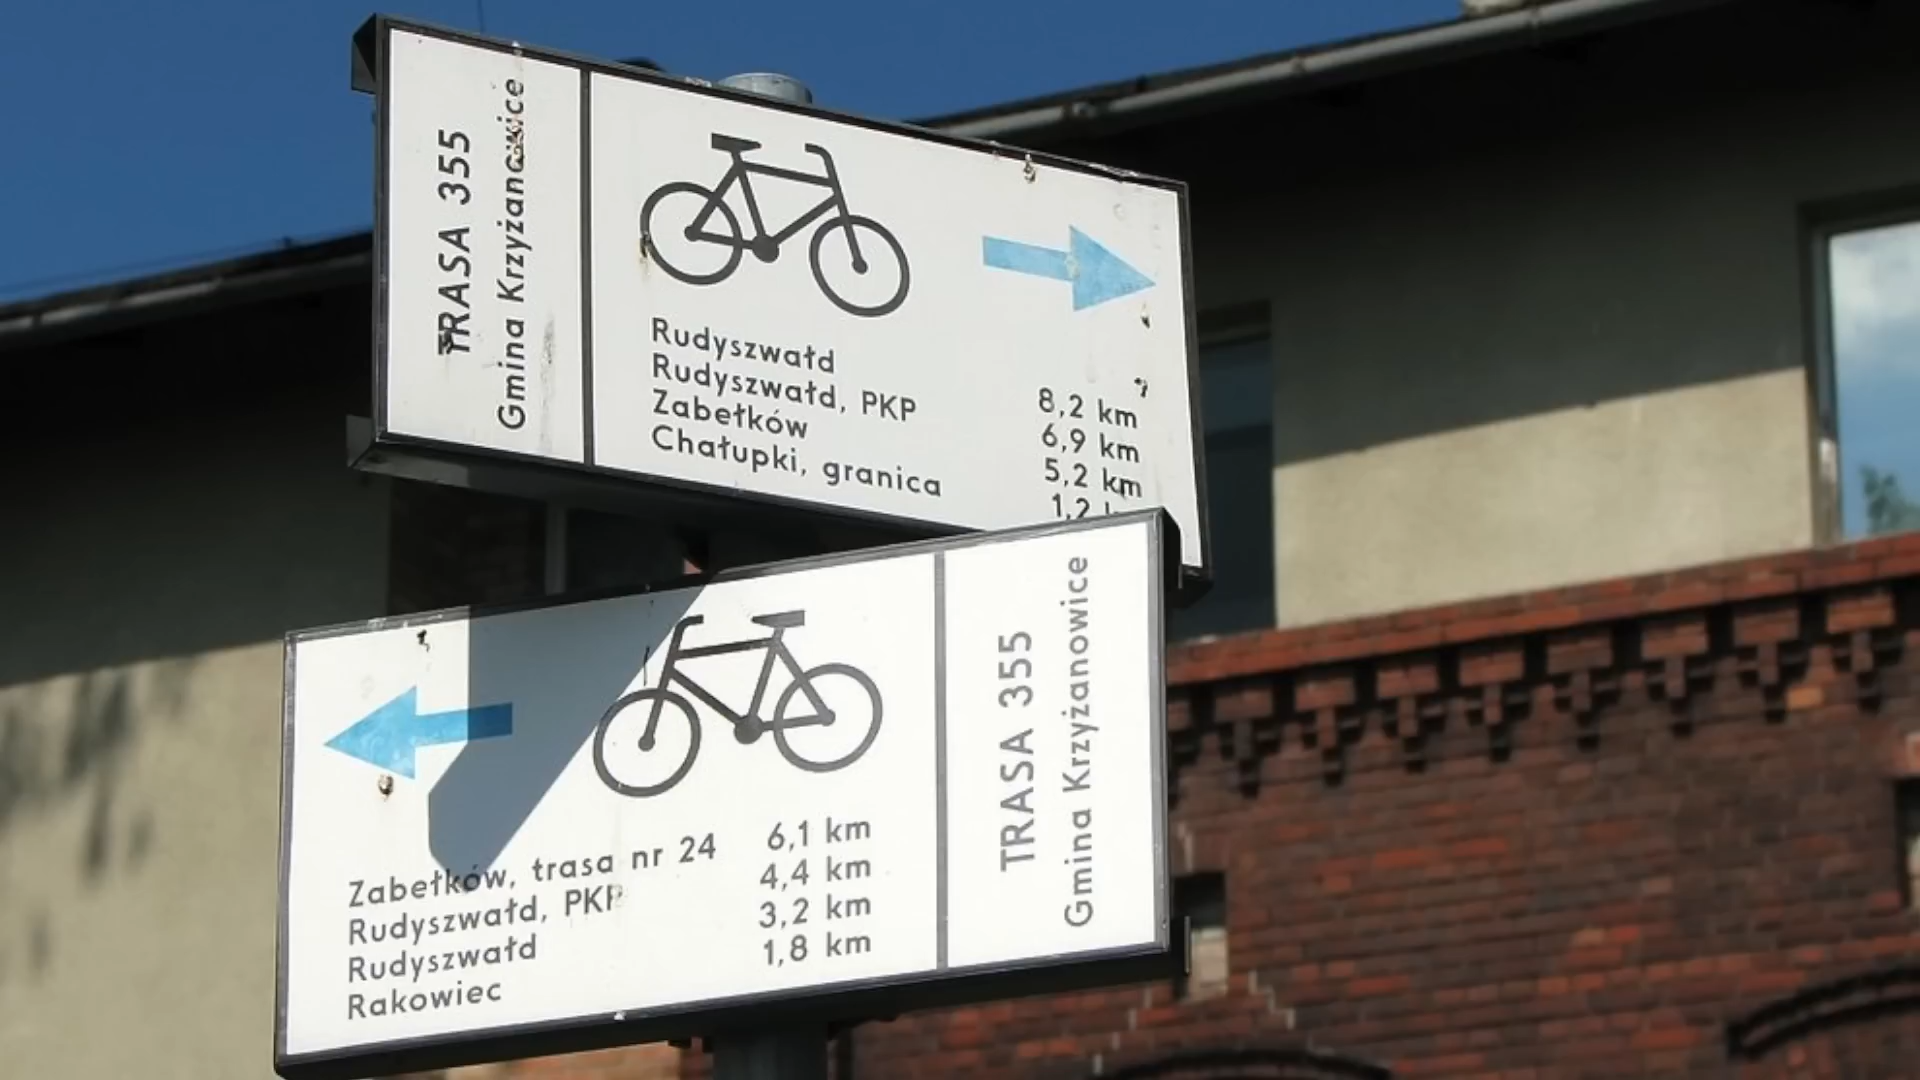 TRASA 355
Gmina Krzyżanowice
Rudyszwałd 8,2 km
Rudyszwałd, PKP 6,9 km
Zabełków 5,2 km
Chałupki, granica 1,2
Zabełków, trasa nr 24 6,1 km
Rudyszwałd, PKP 4,4 km
Rudyszwałd 3,2 km
Rakowiec 1,8 km
TRASA 355
Gmina Krzyżanowice